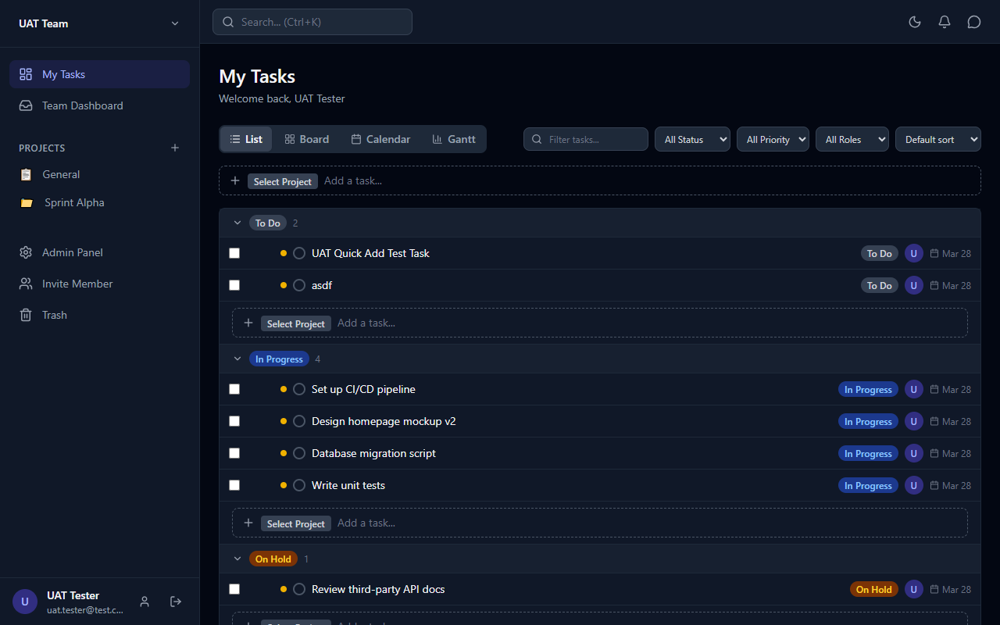 UAT Team
Search... (Ctrl+K)
My Tasks
Team Dashboard
PROJECTS
General
Sprint Alpha
Admin Panel
Invite Member
Trash
U
UAT Tester
uat.tester@test.c...
My Tasks
Welcome back, UAT Tester
List Board Calendar Gantt Filter tasks... All Status All Priority All Roles Default sort
Select Project Add a task...
To Do 2
UAT Quick Add Test Task To Do U Mar 28
asdf To Do U Mar 28
Select Project Add a task...
In Progress 4
Set up CI/CD pipeline In Progress U Mar 28
Design homepage mockup v2 In Progress U Mar 28
Database migration script In Progress U Mar 28
Write unit tests In Progress U Mar 28
Select Project Add a task...
On Hold 1
Review third-party API docs On Hold U Mar 28